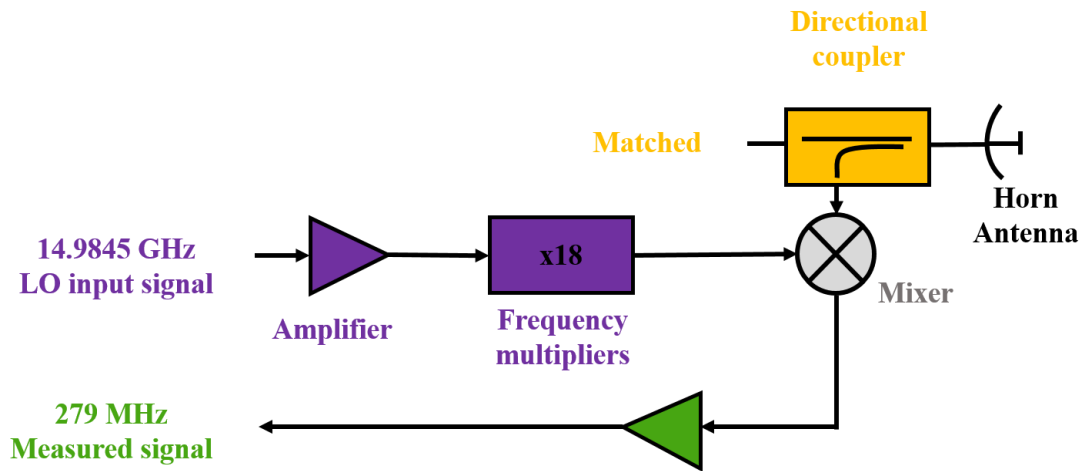 Directional
coupler
Matched
Horn
Antenna
14.9845 GHz
LO input signal
x18
Mixer
Amplifier
Frequency
multipliers
279 MHz
Measured signal